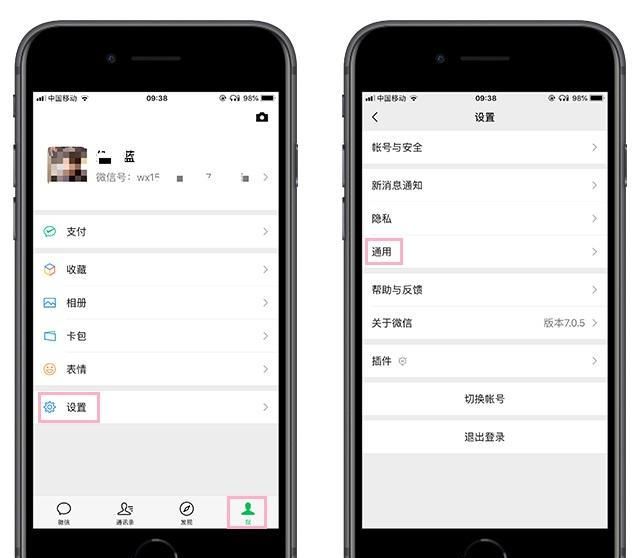 中国移动 09:38 98%
蓝
微信号：wx15 7
支付
收藏
相册
卡包
表情
设置
微信 通讯录 发现 我
中国移动 09:38 98%
设置
帐号与安全
新消息通知
隐私
通用
帮助与反馈
关于微信 版本7.0.5
插件
切换帐号
退出登录